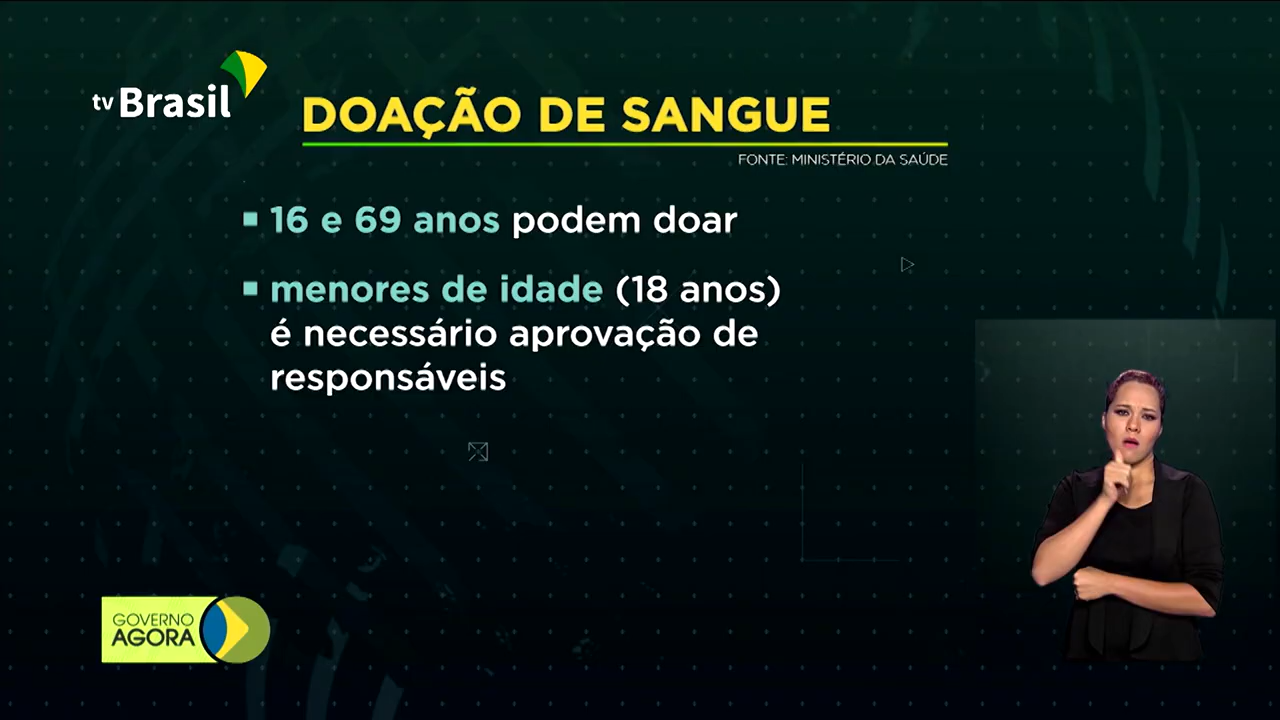 tv Brasil
DOAÇÃO DE SANGUE
FONTE: MINISTÉRIO DA SAÚDE
16 e 69 anos podem doar
menores de idade (18 anos)
é necessário aprovação de
responsáveis
GOVERNO
AGORA